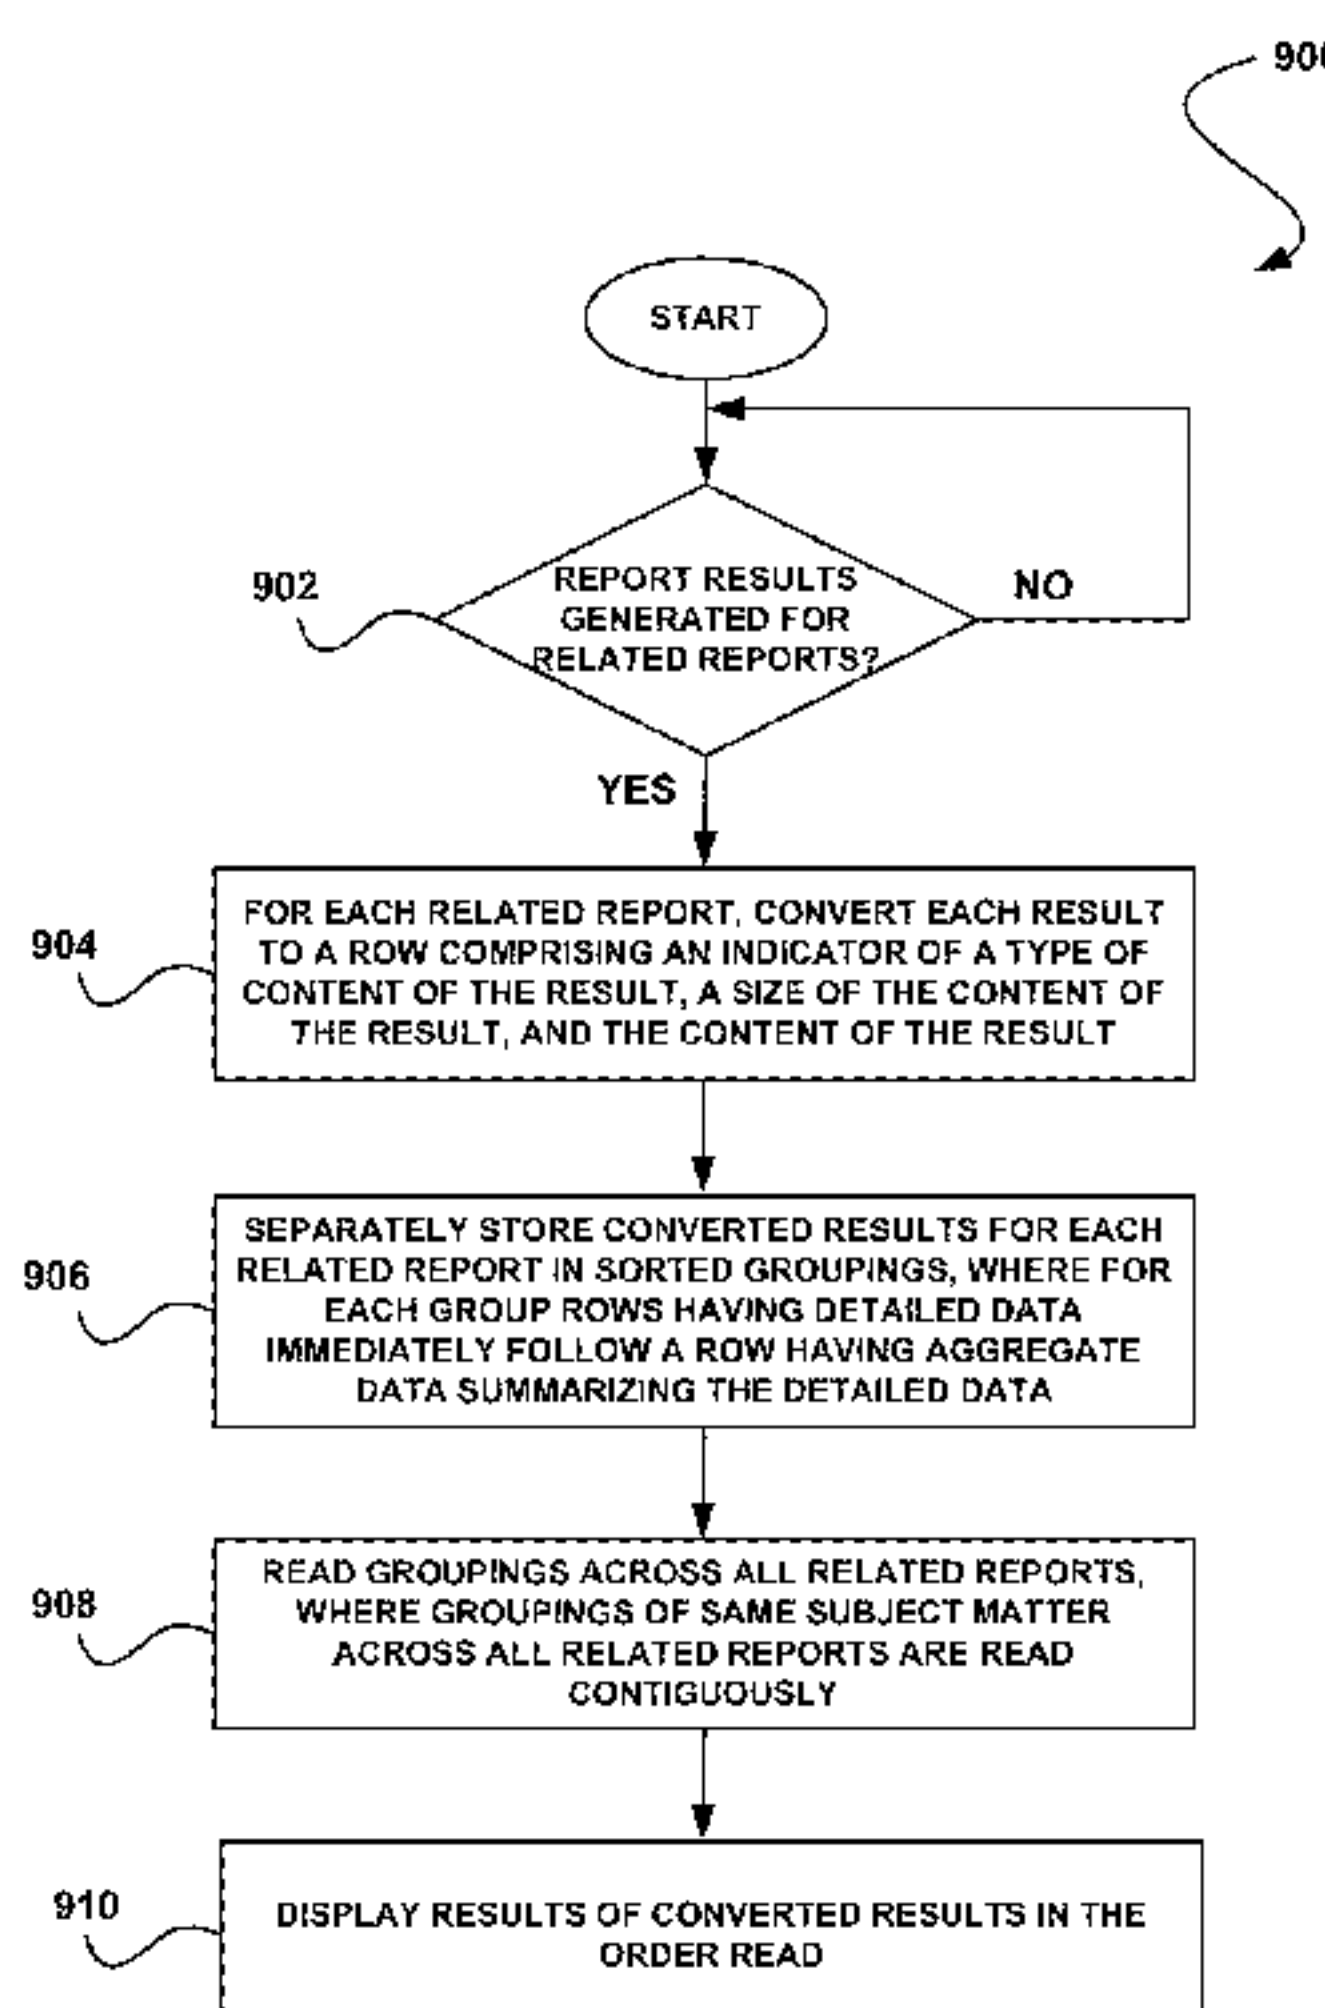 900
START
902
REPORT RESULTS
GENERATED FOR
RELATED REPORTS?
NO
YES
904
FOR EACH RELATED REPORT, CONVERT EACH RESULT
TO A ROW COMPRISING AN INDICATOR OF A TYPE OF
CONTENT OF THE RESULT, A SIZE OF THE CONTENT OF
THE RESULT, AND THE CONTENT OF THE RESULT
906
SEPARATELY STORE CONVERTED RESULTS FOR EACH
RELATED REPORT IN SORTED GROUPINGS, WHERE FOR
EACH GROUP ROWS HAVING DETAILED DATA
IMMEDIATELY FOLLOW A ROW HAVING AGGREGATE
DATA SUMMARIZING THE DETAILED DATA
908
READ GROUPINGS ACROSS ALL RELATED REPORTS,
WHERE GROUPINGS OF SAME SUBJECT MATTER
ACROSS ALL RELATED REPORTS ARE READ
CONTIGUOUSLY
910
DISPLAY RESULTS OF CONVERTED RESULTS IN THE
ORDER READ